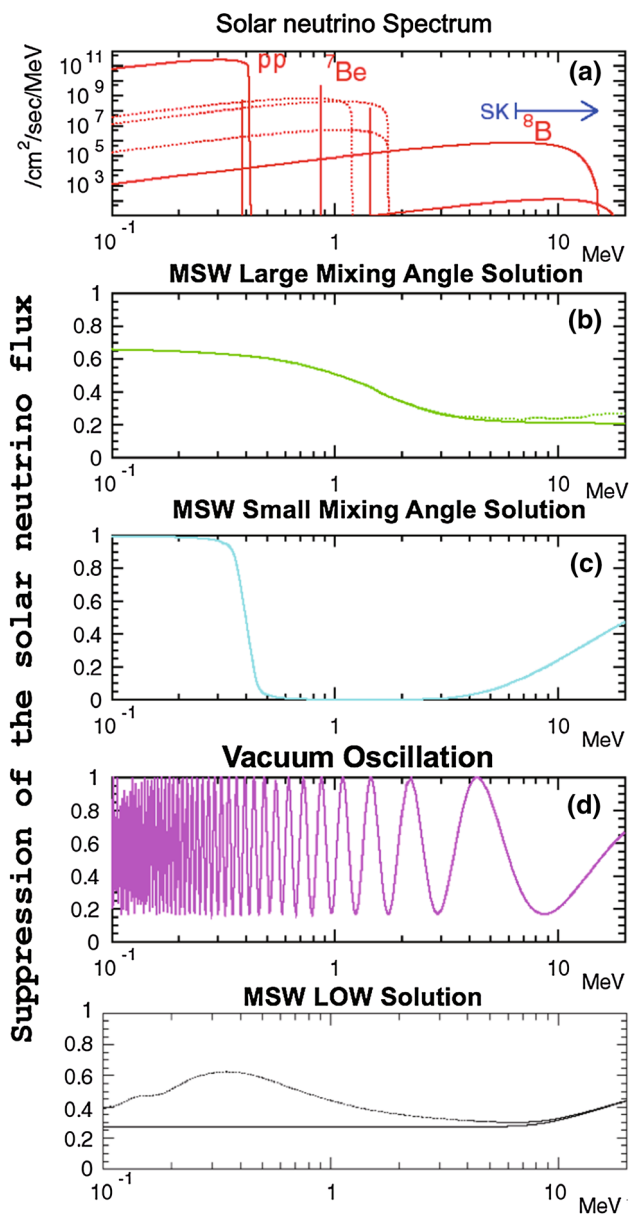 Solar neutrino Spectrum
/cm²/sec/MeV
10¹¹
10⁹
10⁷
10⁵
10³
pp
⁷Be
(a)
SK
⁸B
10⁻¹ 1 10 MeV
Suppression of the solar neutrino flux
MSW Large Mixing Angle Solution
1
0.8
0.6
0.4
0.2
0
(b)
10⁻¹ 1 10 MeV
MSW Small Mixing Angle Solution
1
0.8
0.6
0.4
0.2
0
(c)
10⁻¹ 1 10 MeV
Vacuum Oscillation
1
0.8
0.6
0.4
0.2
0
(d)
10⁻¹ 1 10 MeV
MSW LOW Solution
1
0.8
0.6
0.4
0.2
0
10⁻¹ 1 10 MeV